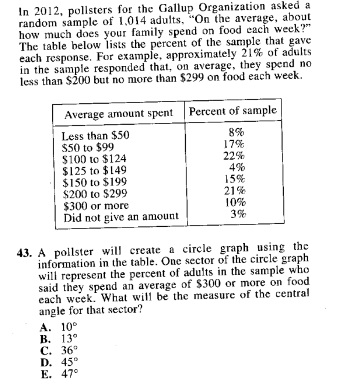 In 2012, pollsters for the Gallup Organization asked a
random sample of 1,014 adults, "On the average, about
how much does your family spend on food each week?"
The table below lists the percent of the sample that gave
each response. For example, approximately 21% of adults
in the sample responded that, on average, they spend no
less than $200 but no more than $299 on food each week.
Average amount spent Percent of sample
Less than $50 8%
$50 to $99 17%
$100 to $124 22%
$125 to $149 4%
$150 to $199 15%
$200 to $299 21%
$300 or more 10%
Did not give an amount 3%
43. A pollster will create a circle graph using the
information in the table. One sector of the circle graph
will represent the percent of adults in the sample who
said they spend an average of $300 or more on food
each week. What will be the measure of the central
angle for that sector?
A. 10°
B. 13°
C. 36°
D. 45°
E. 47°